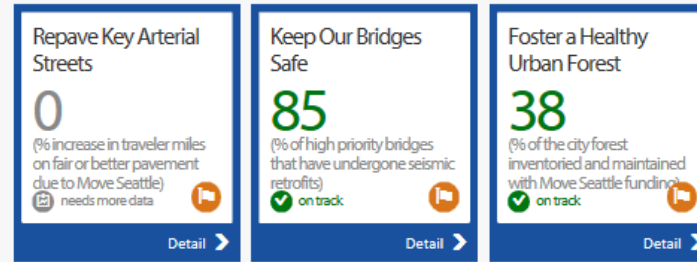 Repave Key Arterial
Streets
0
(% increase in traveler miles
on fair or better pavement
due to Move Seattle)
needs more data
Detail
Keep Our Bridges
Safe
85
(% of high priority bridges
that have undergone seismic
retrofits)
on track
Detail
Foster a Healthy
Urban Forest
38
(% of the city forest
inventoried and maintained
with Move Seattle funding)
on track
Detail